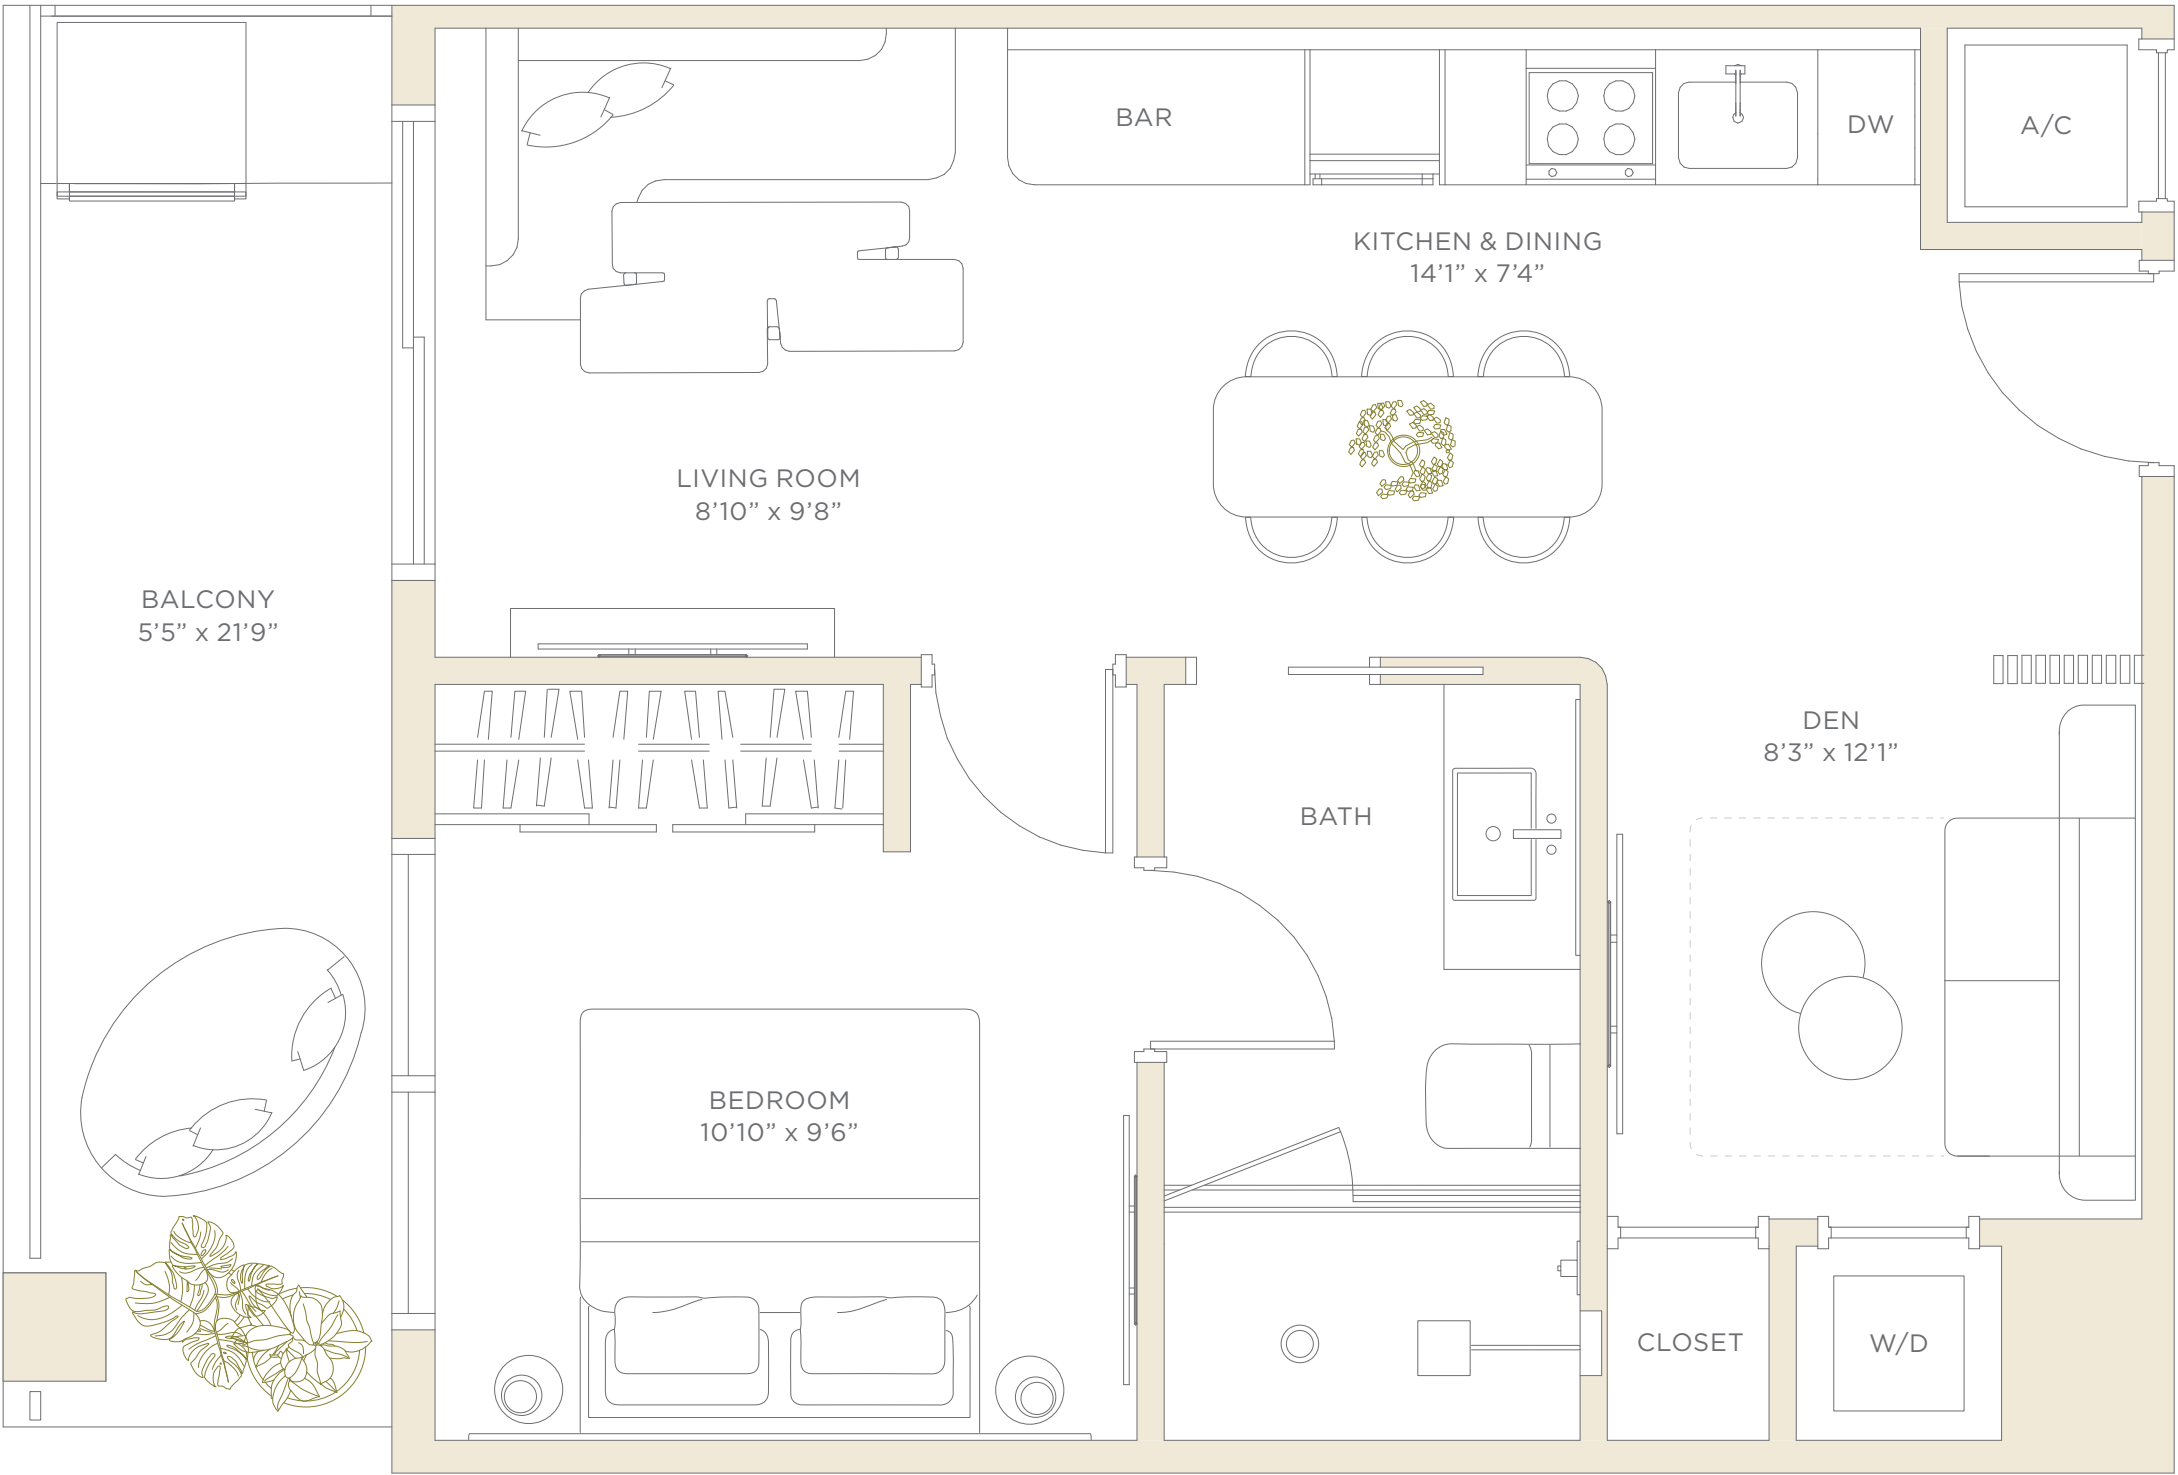 BAR
DW
A/C
KITCHEN & DINING
14’1” x 7’4”
LIVING ROOM
8’10” x 9’8”
BALCONY
5’5” x 21’9”
DEN
8’3” x 12’1”
BATH
BEDROOM
10’10” x 9’6”
CLOSET
W/D